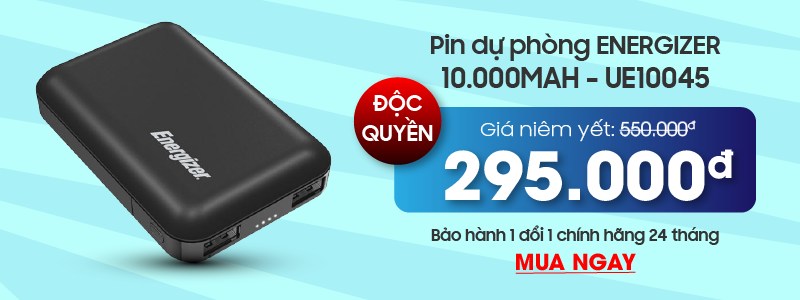 Energizer.
Pin dự phòng ENERGIZER
10.000MAH - UE10045
ĐỘC
QUYỀN
Giá niêm yết: 550.000đ
295.000đ
Bảo hành 1 đổi 1 chính hãng 24 tháng
MUA NGAY